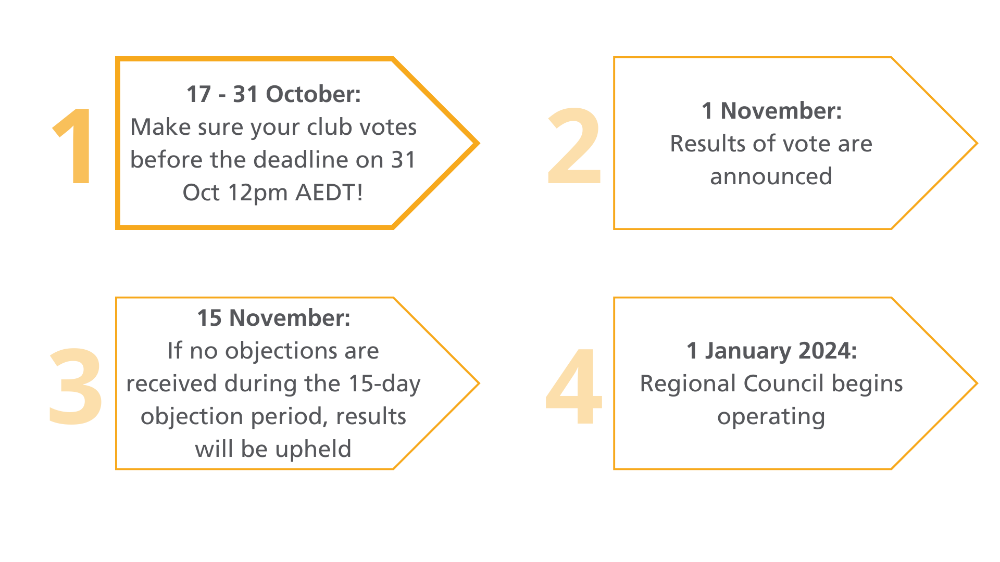 1
17 - 31 October:
Make sure your club votes
before the deadline on 31
Oct 12pm AEDT!
2
1 November:
Results of vote are
announced
3
15 November:
If no objections are
received during the 15-day
objection period, results
will be upheld
4
1 January 2024:
Regional Council begins
operating